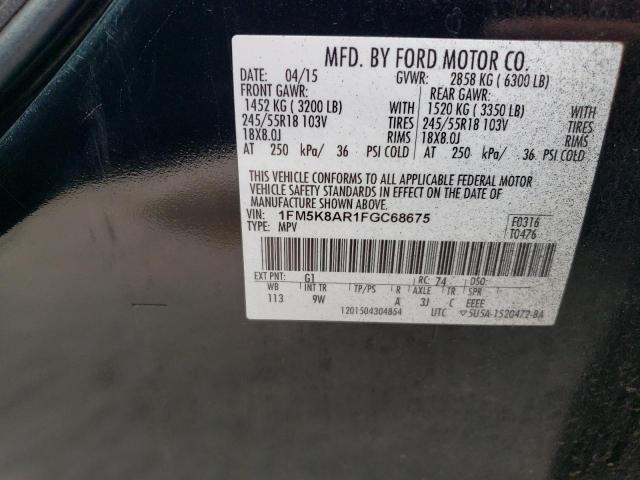 MFD. BY FORD MOTOR CO.
DATE: 04/15 GVWR: 2858 KG ( 6300 LB)
FRONT GAWR: REAR GAWR:
1452 KG ( 3200 LB) WITH 1520 KG ( 3350 LB) WITH
245/55R18 103V TIRES 245/55R18 103V TIRES
18X8.0J RIMS 18X8.0J RIMS
AT 250 kPa/ 36 PSI COLD AT 250 kPa/ 36 PSI COLD
THIS VEHICLE CONFORMS TO ALL APPLICABLE FEDERAL MOTOR
VEHICLE SAFETY STANDARDS IN EFFECT ON THE DATE OF
MANUFACTURE SHOWN ABOVE.
VIN: 1FM5K8AR1FGC68675 F0316
TYPE: MPV T0476
EXT PNT: G1 RC: 74 DSO:
WB INT TR TP/PS R AXLE TR SPR
113 9W A 3J C EEEE
1201504304854 UTC 5U5A-1520472-BA